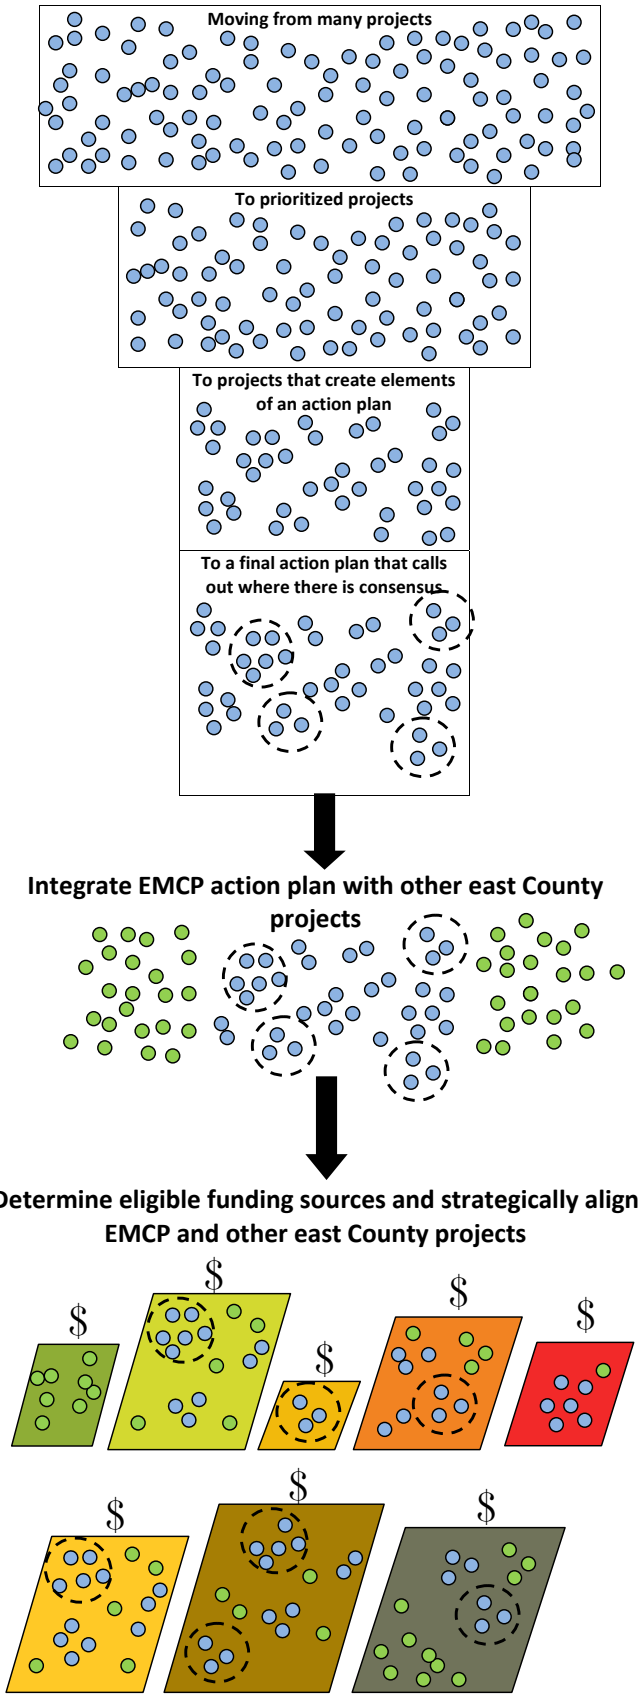 Moving from many projects
To prioritized projects
To projects that create elements
of an action plan
To a final action plan that calls
out where there is consensus
Integrate EMCP action plan with other east County
projects
Determine eligible funding sources and strategically align
EMCP and other east County projects
$
$
$
$
$
$
$
$